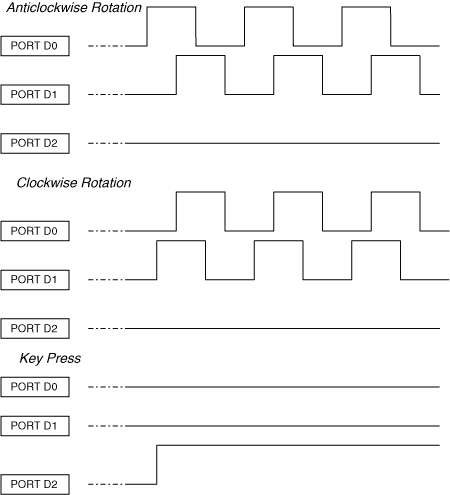 Anticlockwise Rotation
PORT D0
PORT D1
PORT D2
Clockwise Rotation
PORT D0
PORT D1
PORT D2
Key Press
PORT D0
PORT D1
PORT D2